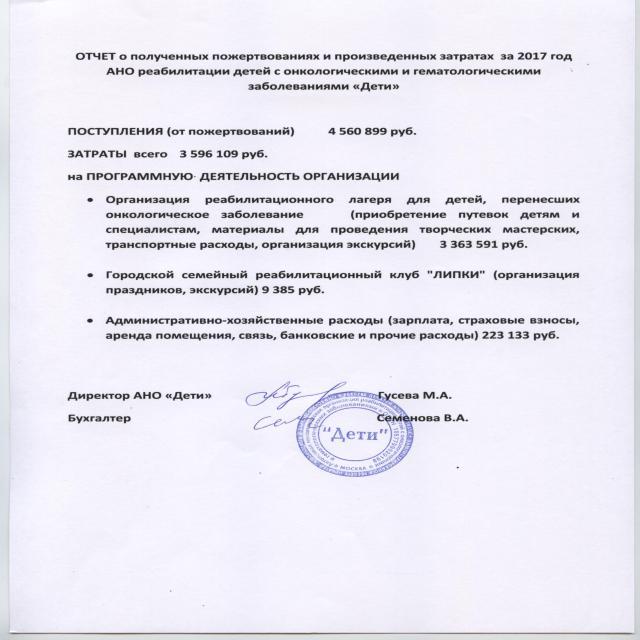 ОТЧЕТ о полученных пожертвованиях и произведенных затратах за 2017 год
АНО реабилитации детей с онкологическими и гематологическими
заболеваниями «Дети»
ПОСТУПЛЕНИЯ (от пожертвований) 4 560 899 руб.
ЗАТРАТЫ всего 3 596 109 руб.
на ПРОГРАММНУЮ ДЕЯТЕЛЬНОСТЬ ОРГАНИЗАЦИИ
• Организация реабилитационного лагеря для детей, перенесших
онкологическое заболевание (приобретение путевок детям и
специалистам, материалы для проведения творческих мастерских,
транспортные расходы, организация экскурсий) 3 363 591 руб.
• Городской семейный реабилитационный клуб "ЛИПКИ" (организация
праздников, экскурсий) 9 385 руб.
• Административно-хозяйственные расходы (зарплата, страховые взносы,
аренда помещения, связь, банковские и прочие расходы) 223 133 руб.
Директор АНО «Дети» Гусева М.А.
Бухгалтер Семенова В.А.
"Дети"
МОСКВА